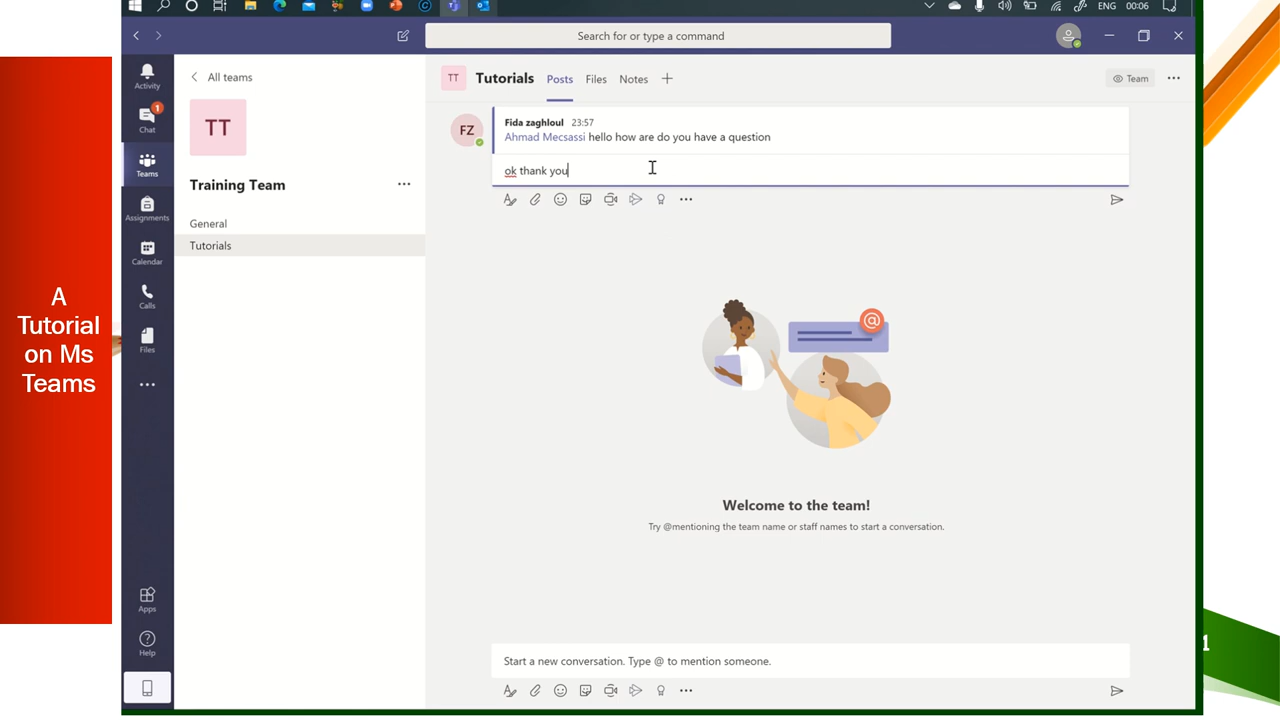 ENG 00:06
Search for or type a command
Activity
Chat
1
Teams
Assignments
Calendar
Calls
Files
Apps
Help
All teams
TT
Training Team
General
Tutorials
TT Tutorials Posts Files Notes Team
FZ
Fida zaghloul 23:57
Ahmad Mecsassi hello how are do you have a question
ok thank you
@
Welcome to the team!
Try @mentioning the team name or staff names to start a conversation.
Start a new conversation. Type @ to mention someone.
A
Tutorial
on Ms
Teams
1